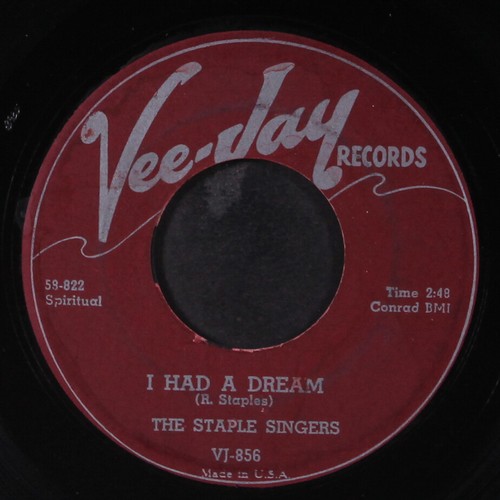 Vee-Jay
RECORDS
58-822
Spiritual
Time 2:48
Conrad BMI
I HAD A DREAM
(R. Staples)
THE STAPLE SINGERS
VJ-856
Made in U.S.A.